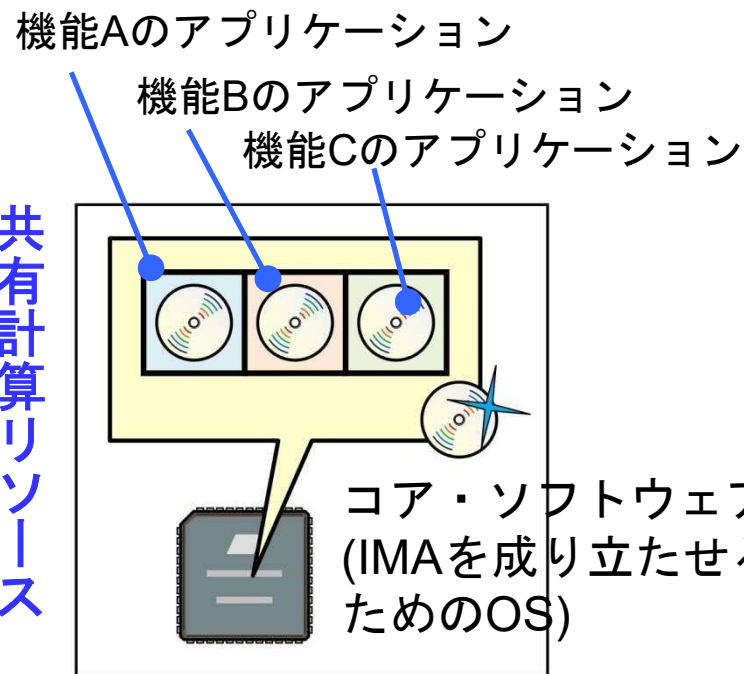 機能Aのアプリケーション
機能Bのアプリケーション
機能Cのアプリケーション
共有計算リソース
コア・ソフトウェア
(IMAを成り立たせる
ためのOS)